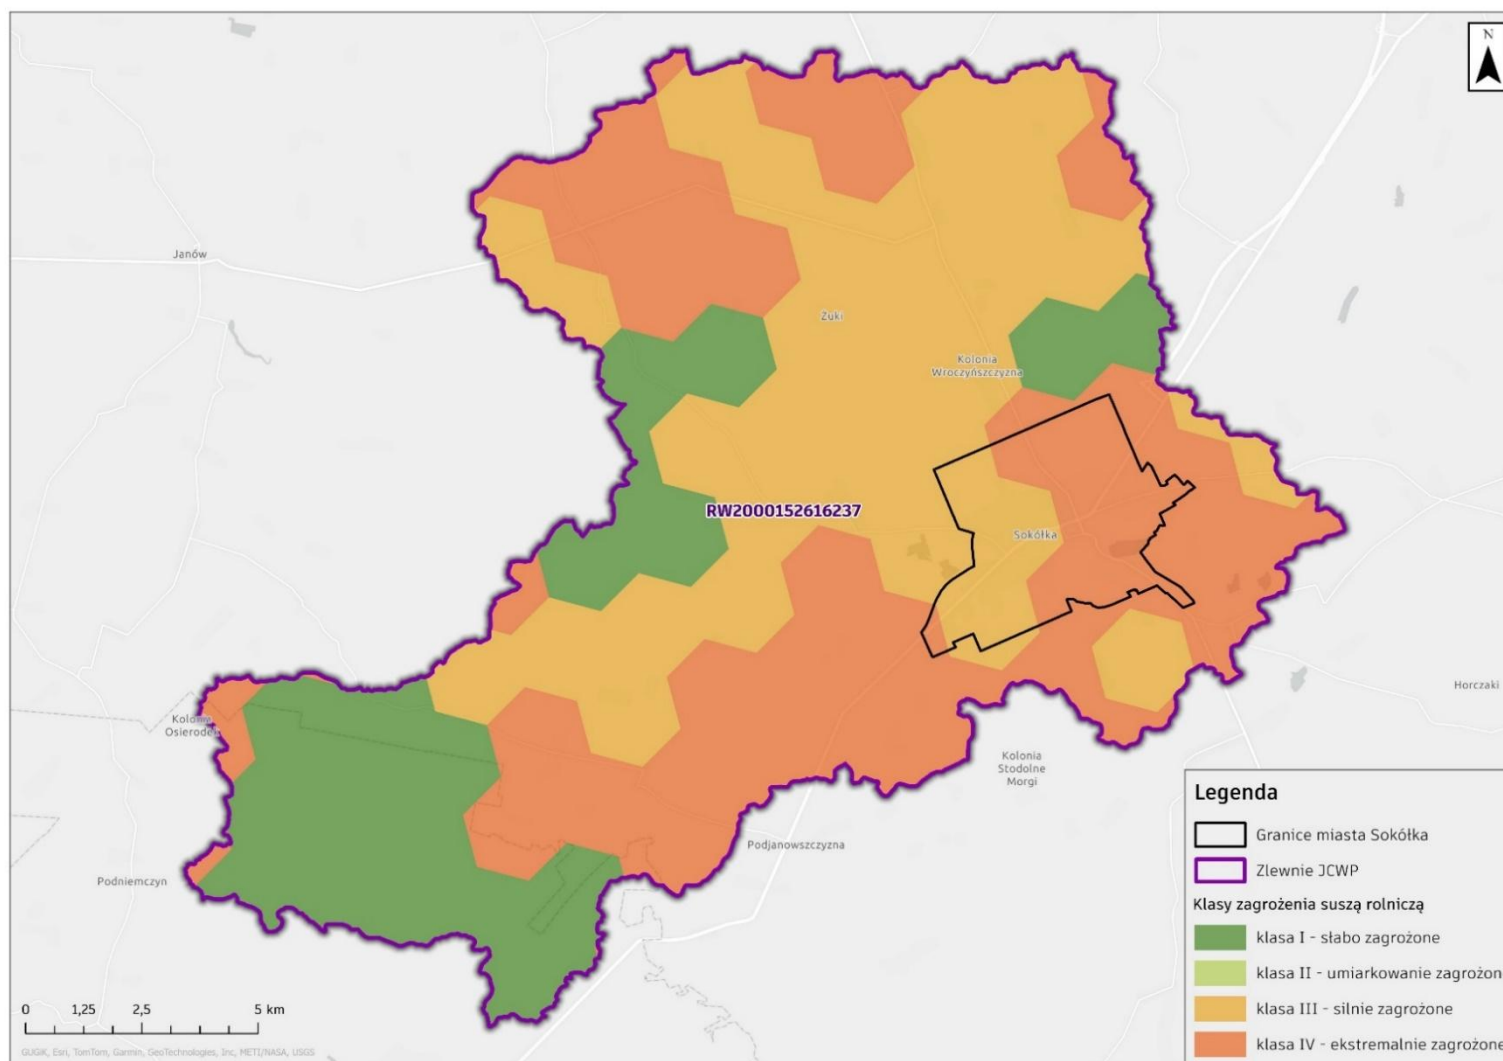 N
Janów
Żuki
Kolonia
Wroczyńszczyzna
RW2000152616237
Sokółka
Kolonia
Osierodek
Horczaki
Kolonia
Stodolne
Morgi
Podjanowszczyzna
Podniemczyn
Legenda
Granice miasta Sokółka
Zlewnie JCWP
Klasy zagrożenia suszą rolniczą
klasa I - słabo zagrożone
klasa II - umiarkowanie zagrożon
klasa III - silnie zagrożone
klasa IV - ekstremalnie zagrożone
0 1,25 2,5 5 km
GUGiK, Esri, TomTom, Garmin, GeoTechnologies, Inc, METI/NASA, USGS